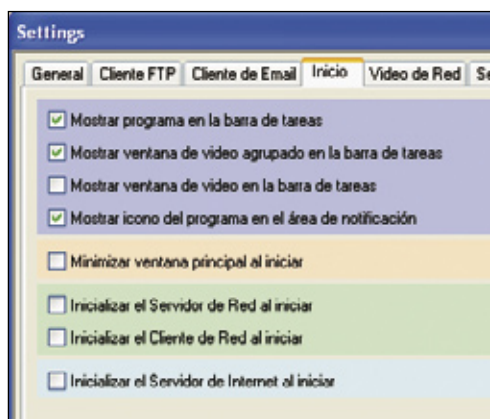 Settings
General Cliente FTP Cliente de Email Inicio Video de Red
Mostrar programa en la barra de tareas
Mostrar ventana de video agrupado en la barra de tareas
Mostrar ventana de video en la barra de tareas
Mostrar icono del programa en el área de notificación
Minimizar ventana principal al iniciar
Inicializar el Servidor de Red al iniciar
Inicializar el Cliente de Red al iniciar
Inicializar el Servidor de Internet al iniciar